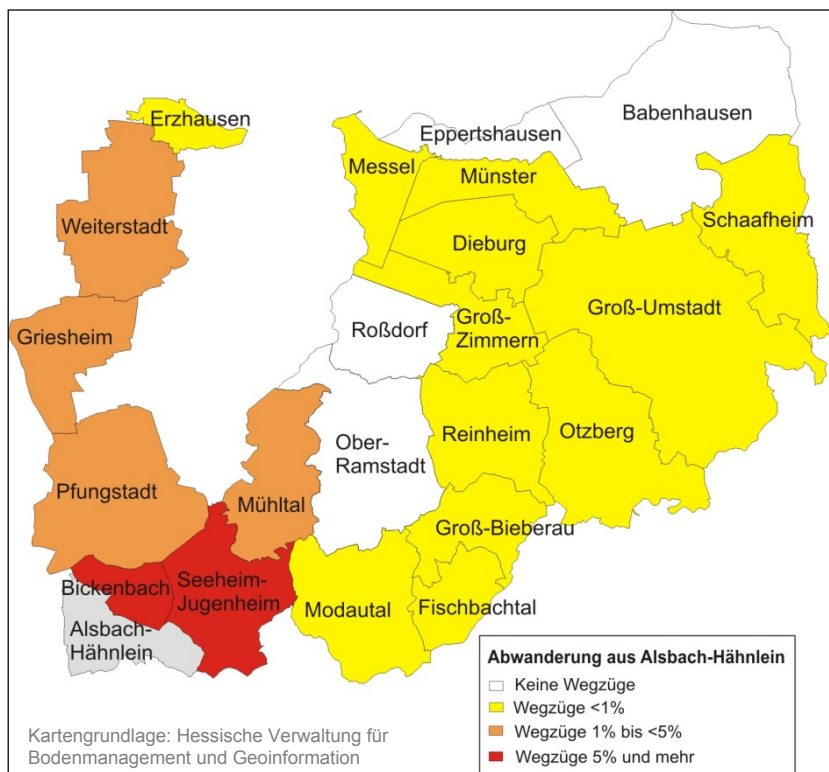 Erzhausen
Babenhausen
Eppertshausen
Messel
Münster
Schaafheim
Weiterstadt
Dieburg
Groß-Umstadt
Griesheim
Roßdorf
Groß-
Zimmern
Ober-
Ramstadt
Reinheim
Otzberg
Pfungstadt
Mühltal
Groß-Bieberau
Bickenbach
Seeheim-
Jugenheim
Modautal
Fischbachtal
Alsbach-
Hähnlein
Abwanderung aus Alsbach-Hähnlein
Keine Wegzüge
Wegzüge <1%
Wegzüge 1% bis <5%
Wegzüge 5% und mehr
Kartengrundlage: Hessische Verwaltung für
Bodenmanagement und Geoinformation